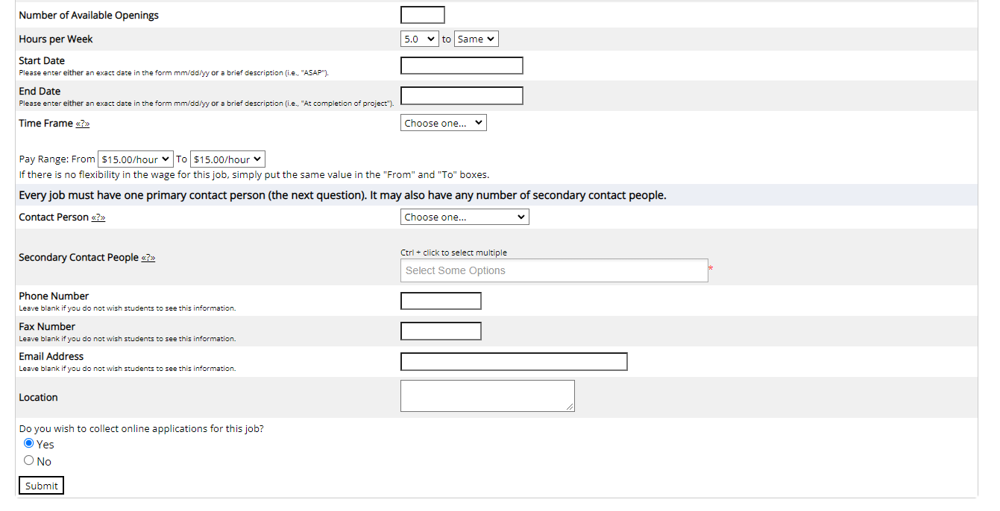 Number of Available Openings
Hours per Week 5.0 to Same
Start Date
Please enter either an exact date in the form mm/dd/yy or a brief description (i.e., "ASAP").
End Date
Please enter either an exact date in the form mm/dd/yy or a brief description (i.e., "At completion of project").
Time Frame «?» Choose one...
Pay Range: From $15.00/hour To $15.00/hour
If there is no flexibility in the wage for this job, simply put the same value in the "From" and "To" boxes.
Every job must have one primary contact person (the next question). It may also have any number of secondary contact people.
Contact Person «?» Choose one...
Ctrl + click to select multiple
Secondary Contact People «?»
Select Some Options *
Phone Number
Leave blank if you do not wish students to see this information.
Fax Number
Leave blank if you do not wish students to see this information.
Email Address
Leave blank if you do not wish students to see this information.
Location
Do you wish to collect online applications for this job?
Yes
No
Submit